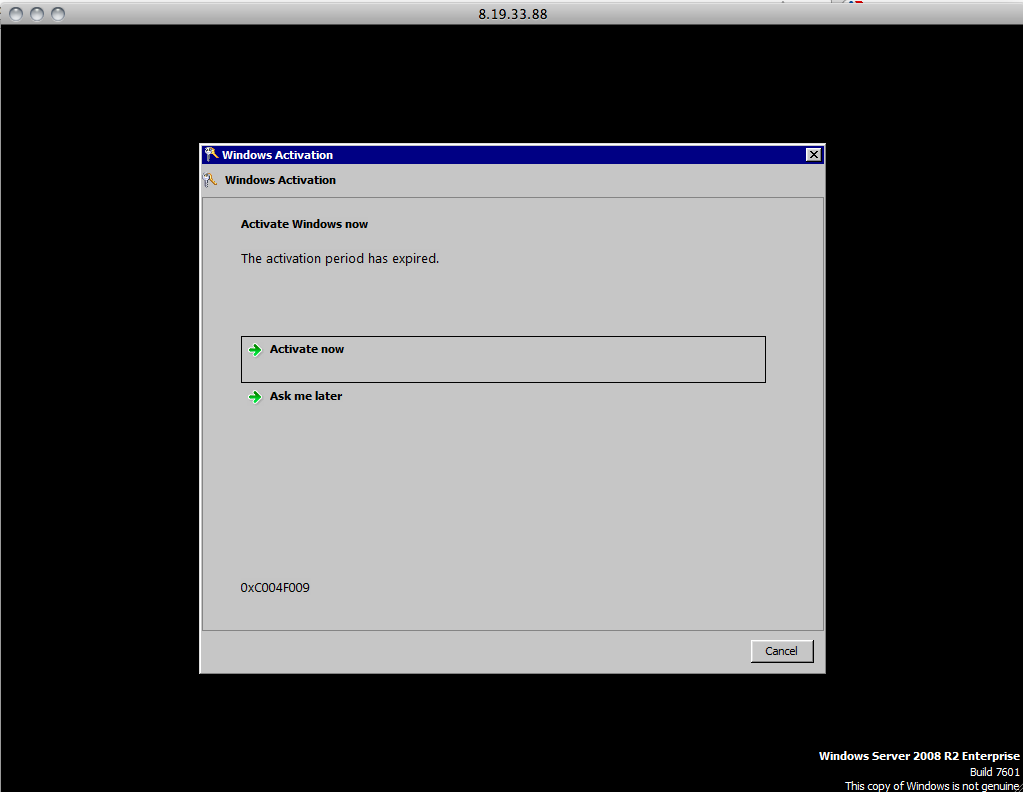 8.19.33.88
Windows Activation
Windows Activation
Activate Windows now
The activation period has expired.
Activate now
Ask me later
0xC004F009
Cancel
Windows Server 2008 R2 Enterprise
Build 7601
This copy of Windows is not genuine